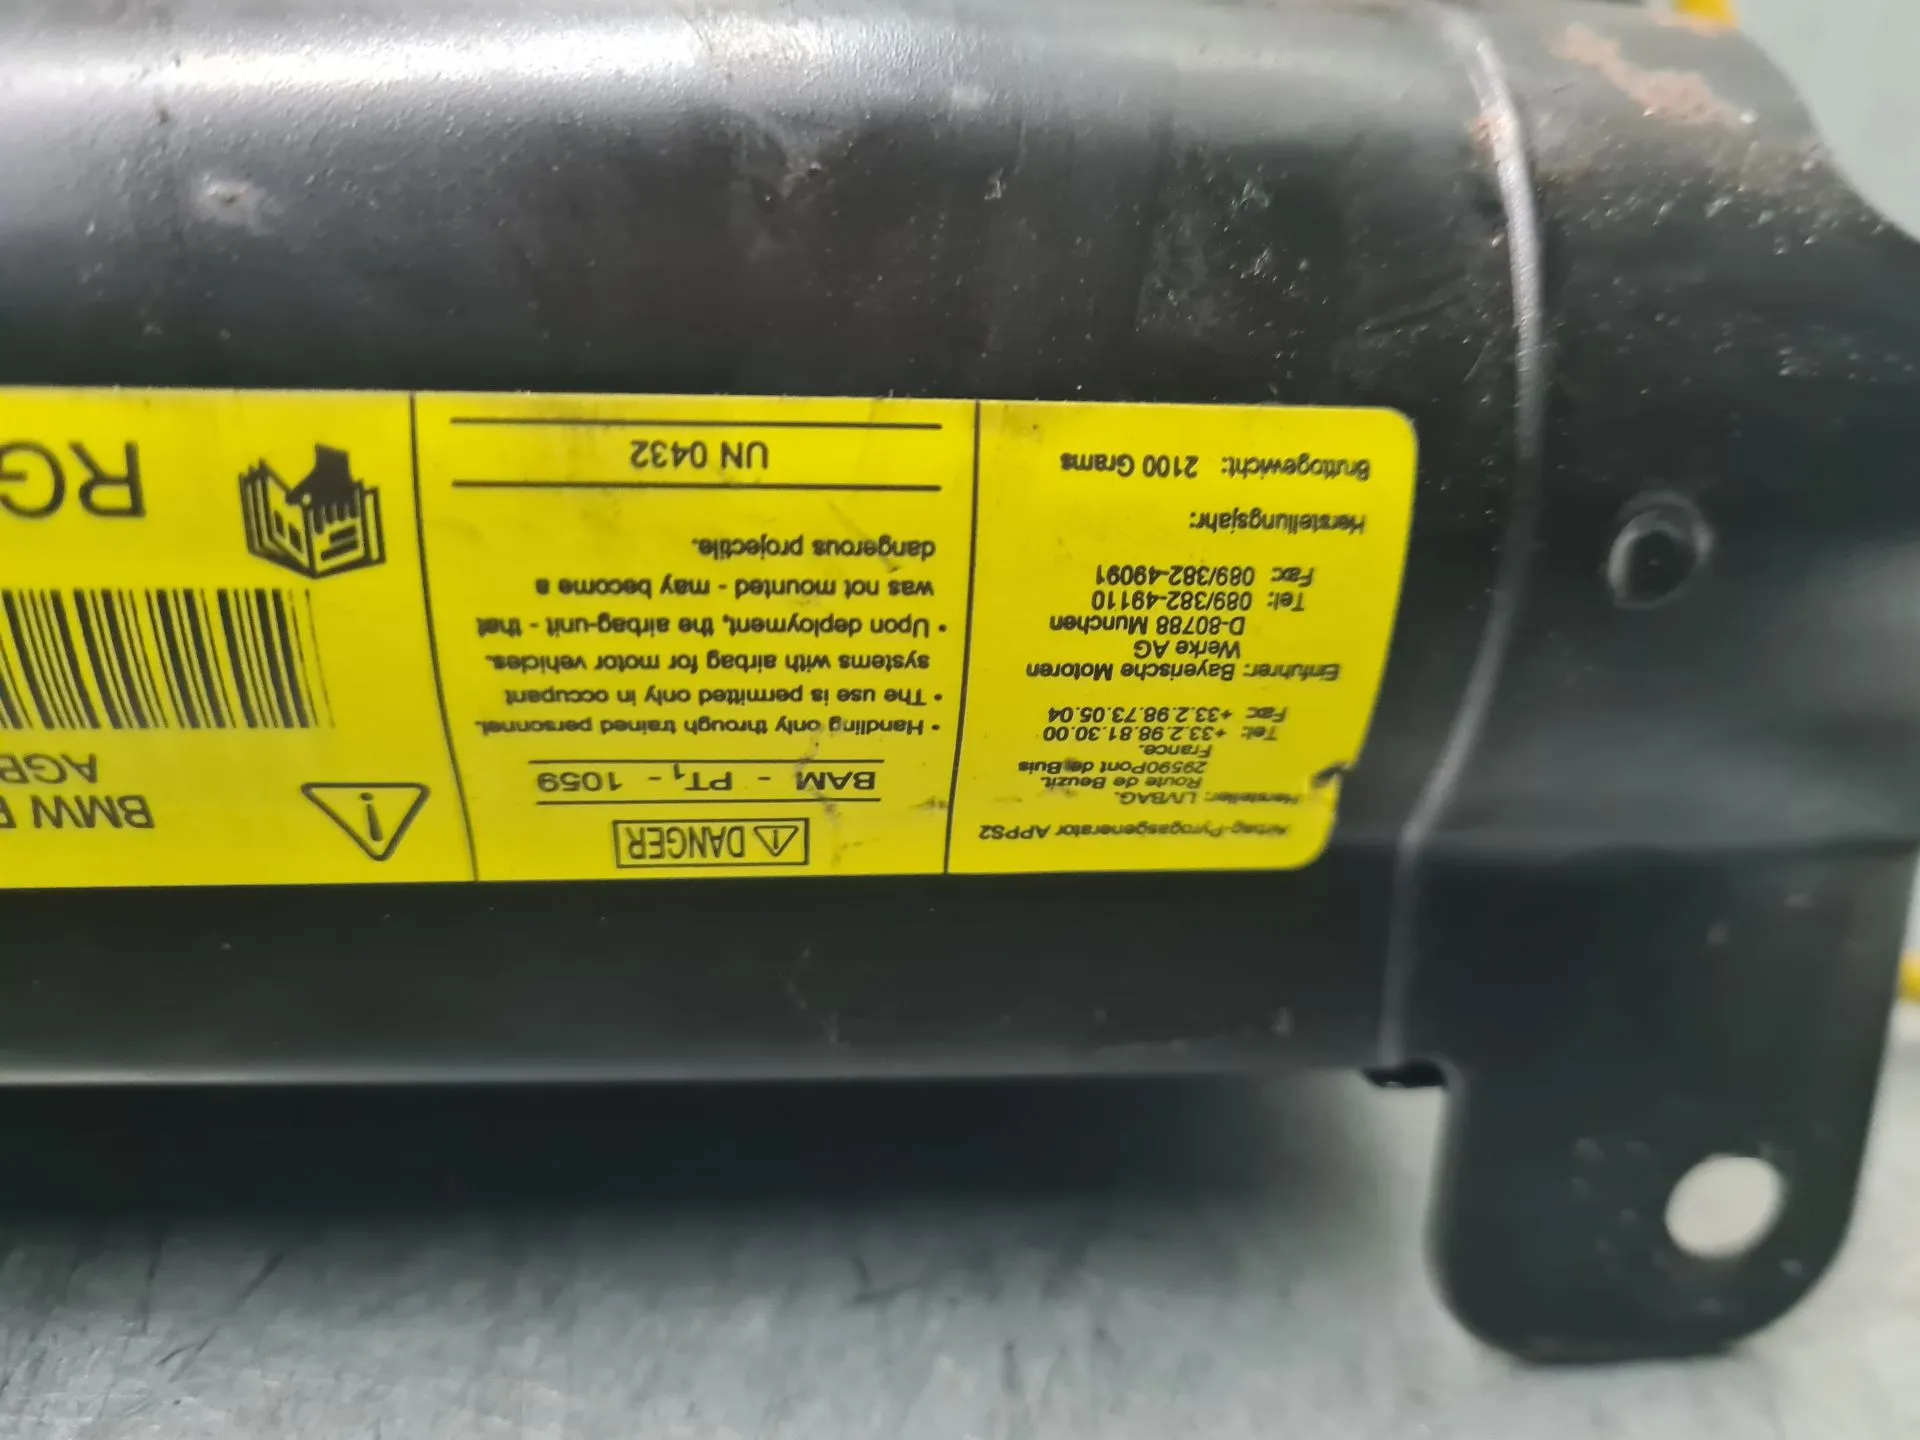 Airbag-Pyrogasgenerator APPS2
Hersteller: LIVBAG.
Route de Beuzit.
29590Pont de Buis
France.
Tel: +33.2.98.81.30.00
Fax: +33.2.98.73.05.04
Einfuhrer: Bayerische Motoren
Werke AG
D-80788 Munchen
Tel: 089/382-49110
Fax: 089/382-49091
Herstellungsjahr:
Bruttogewicht: 2100 Grams
DANGER
BAM - PT1 - 1059
• Handling only through trained personnel.
• The use is permitted only in occupant
systems with airbag for motor vehicles.
• Upon deployment, the airbag-unit - that
was not mounted - may become a
dangerous projectile.
UN 0432
BMW